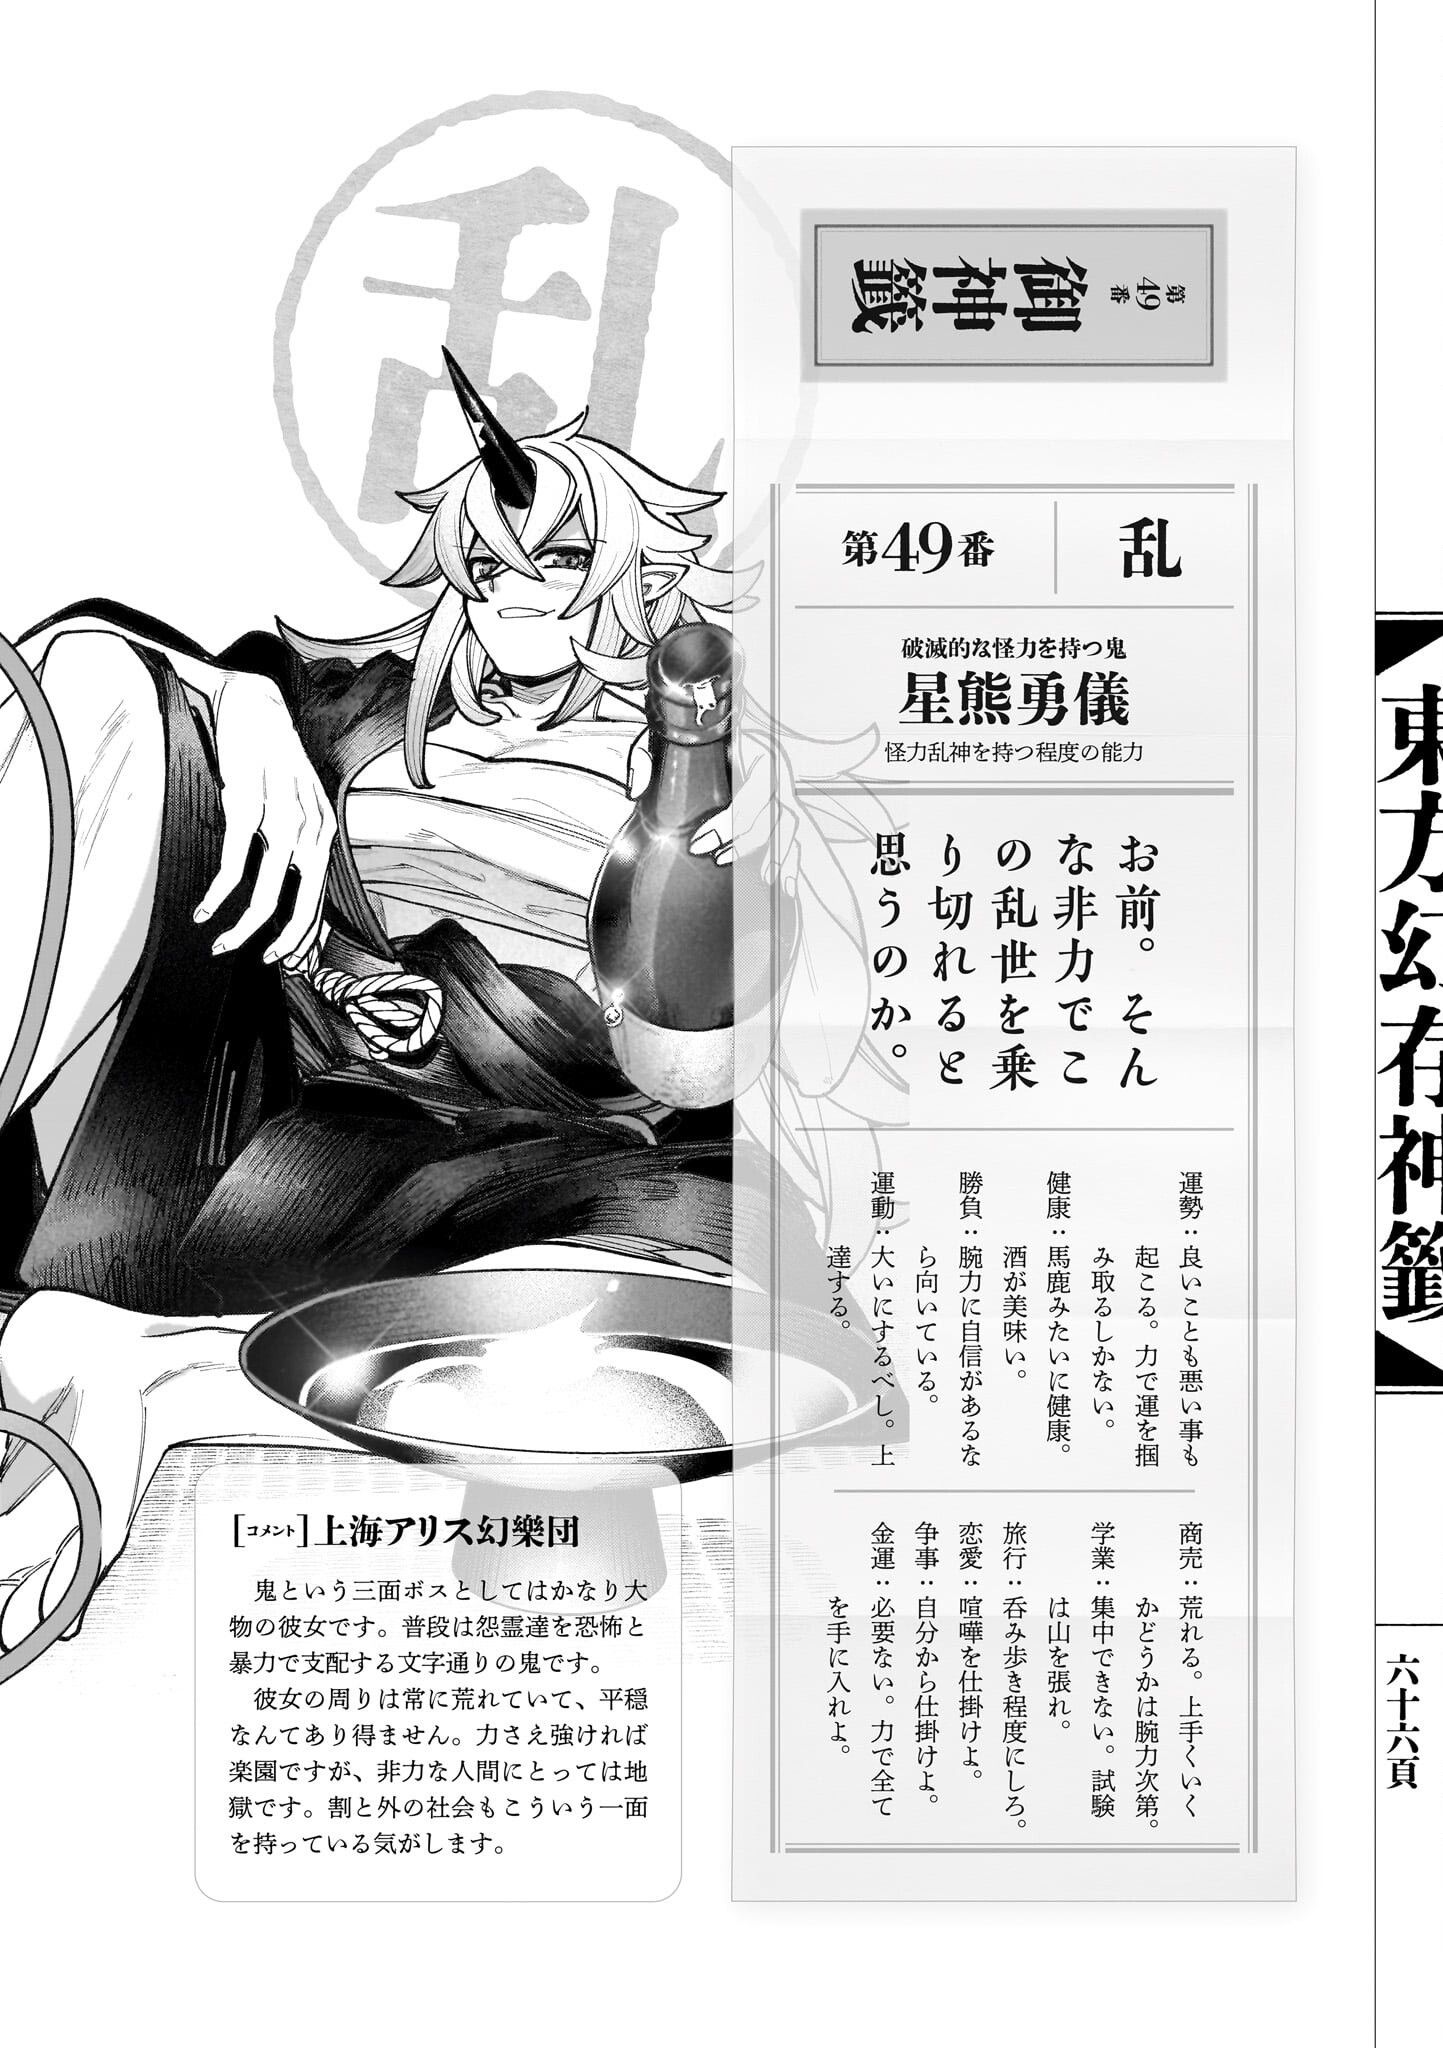 乱
第49番
御神籤
第49番
乱
破滅的な怪力を持つ鬼
星熊勇儀
怪力乱神を持つ程度の能力
お前。そん
な非力でこ
の乱世を乗
り切れると
思うのか。
運勢：良いことも悪い事も
起こる。力で運を掴
み取るしかない。
健康：馬鹿みたいに健康。
酒が美味い。
勝負：腕力に自信があるな
ら向いている。
運動：大いにするべし。上
達する。
商売：荒れる。上手くいく
かどうかは腕力次第。
学業：集中できない。試験
は山を張れ。
旅行：呑み歩き程度にしろ。
恋愛：喧嘩を仕掛けよ。
争事：自分から仕掛けよ。
金運：必要ない。力で全て
を手に入れよ。
［コメント］上海アリス幻樂団
鬼という三面ボスとしてはかなり大
物の彼女です。普段は怨霊達を恐怖と
暴力で支配する文字通りの鬼です。
彼女の周りは常に荒れていて、平穏
なんてあり得ません。力さえ強ければ
楽園ですが、非力な人間にとっては地
獄です。割と外の社会もこういう一面
を持っている気がします。
東方幻存神籤
六十六頁